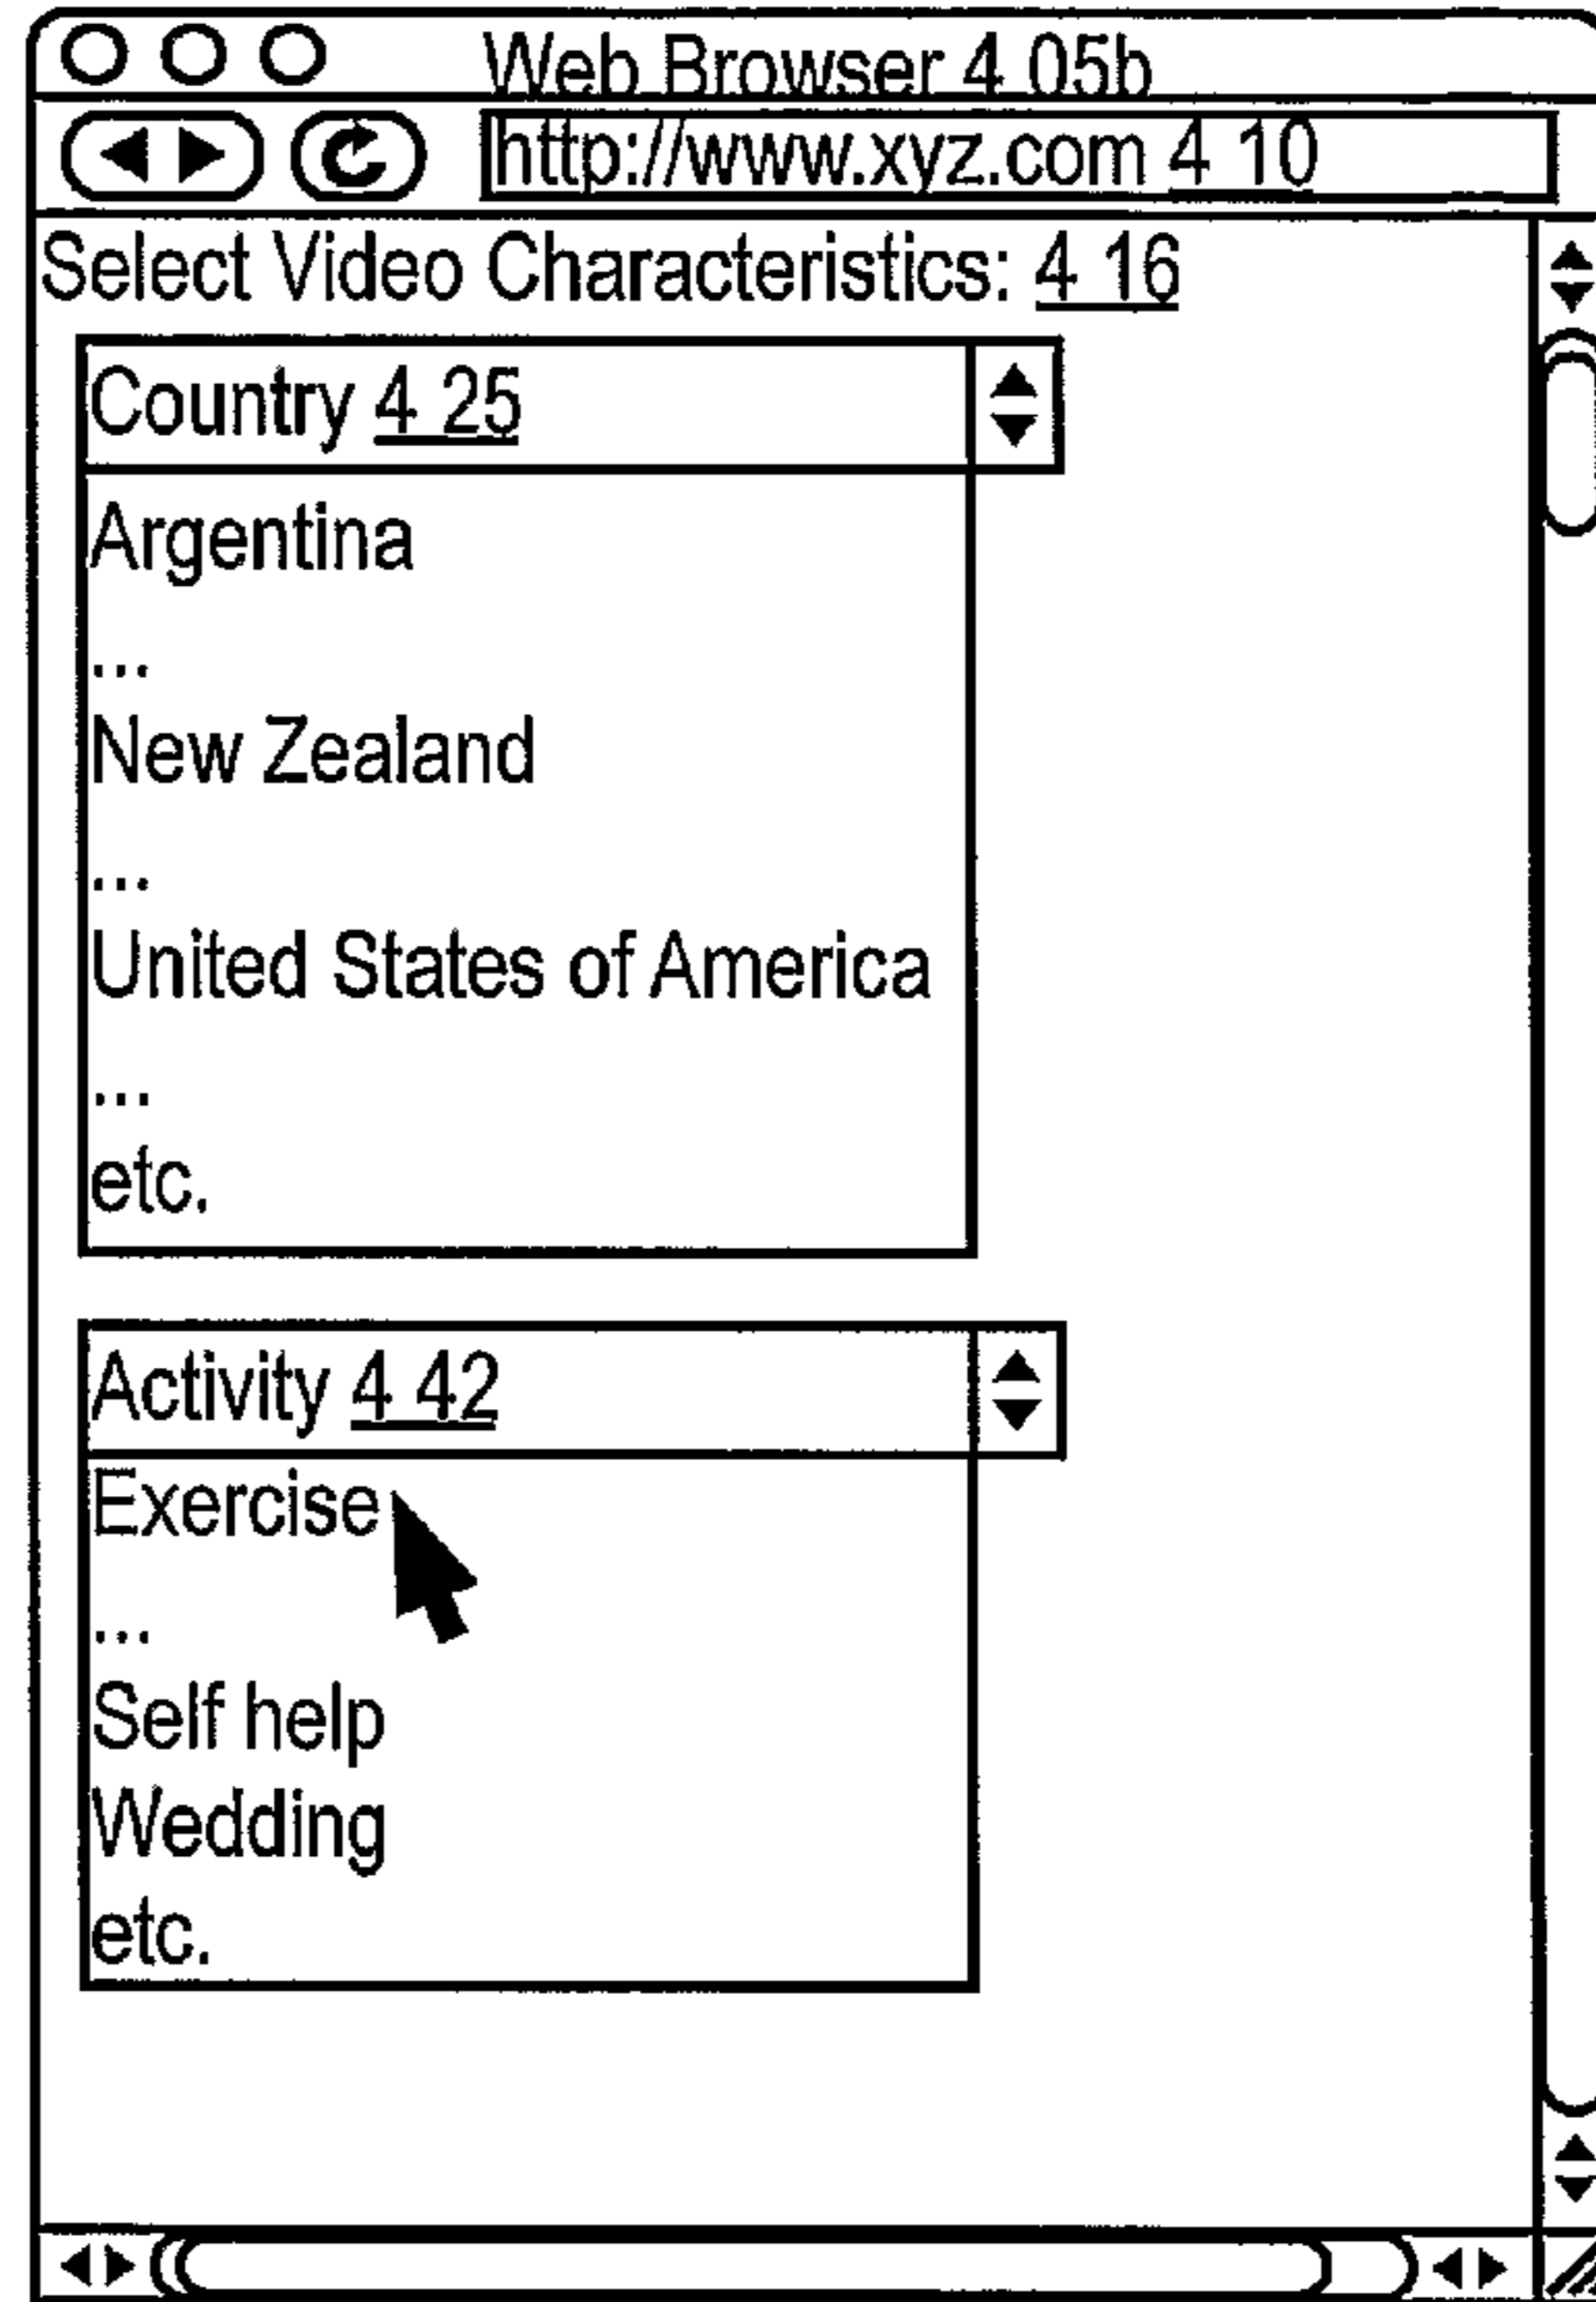 Web Browser 4 05b
http://www.xyz.com 4 10
Select Video Characteristics: 4 16
Country 4 25
Argentina
...
New Zealand
...
United States of America
...
etc.
Activity 4 42
Exercise
...
Self help
Wedding
etc.